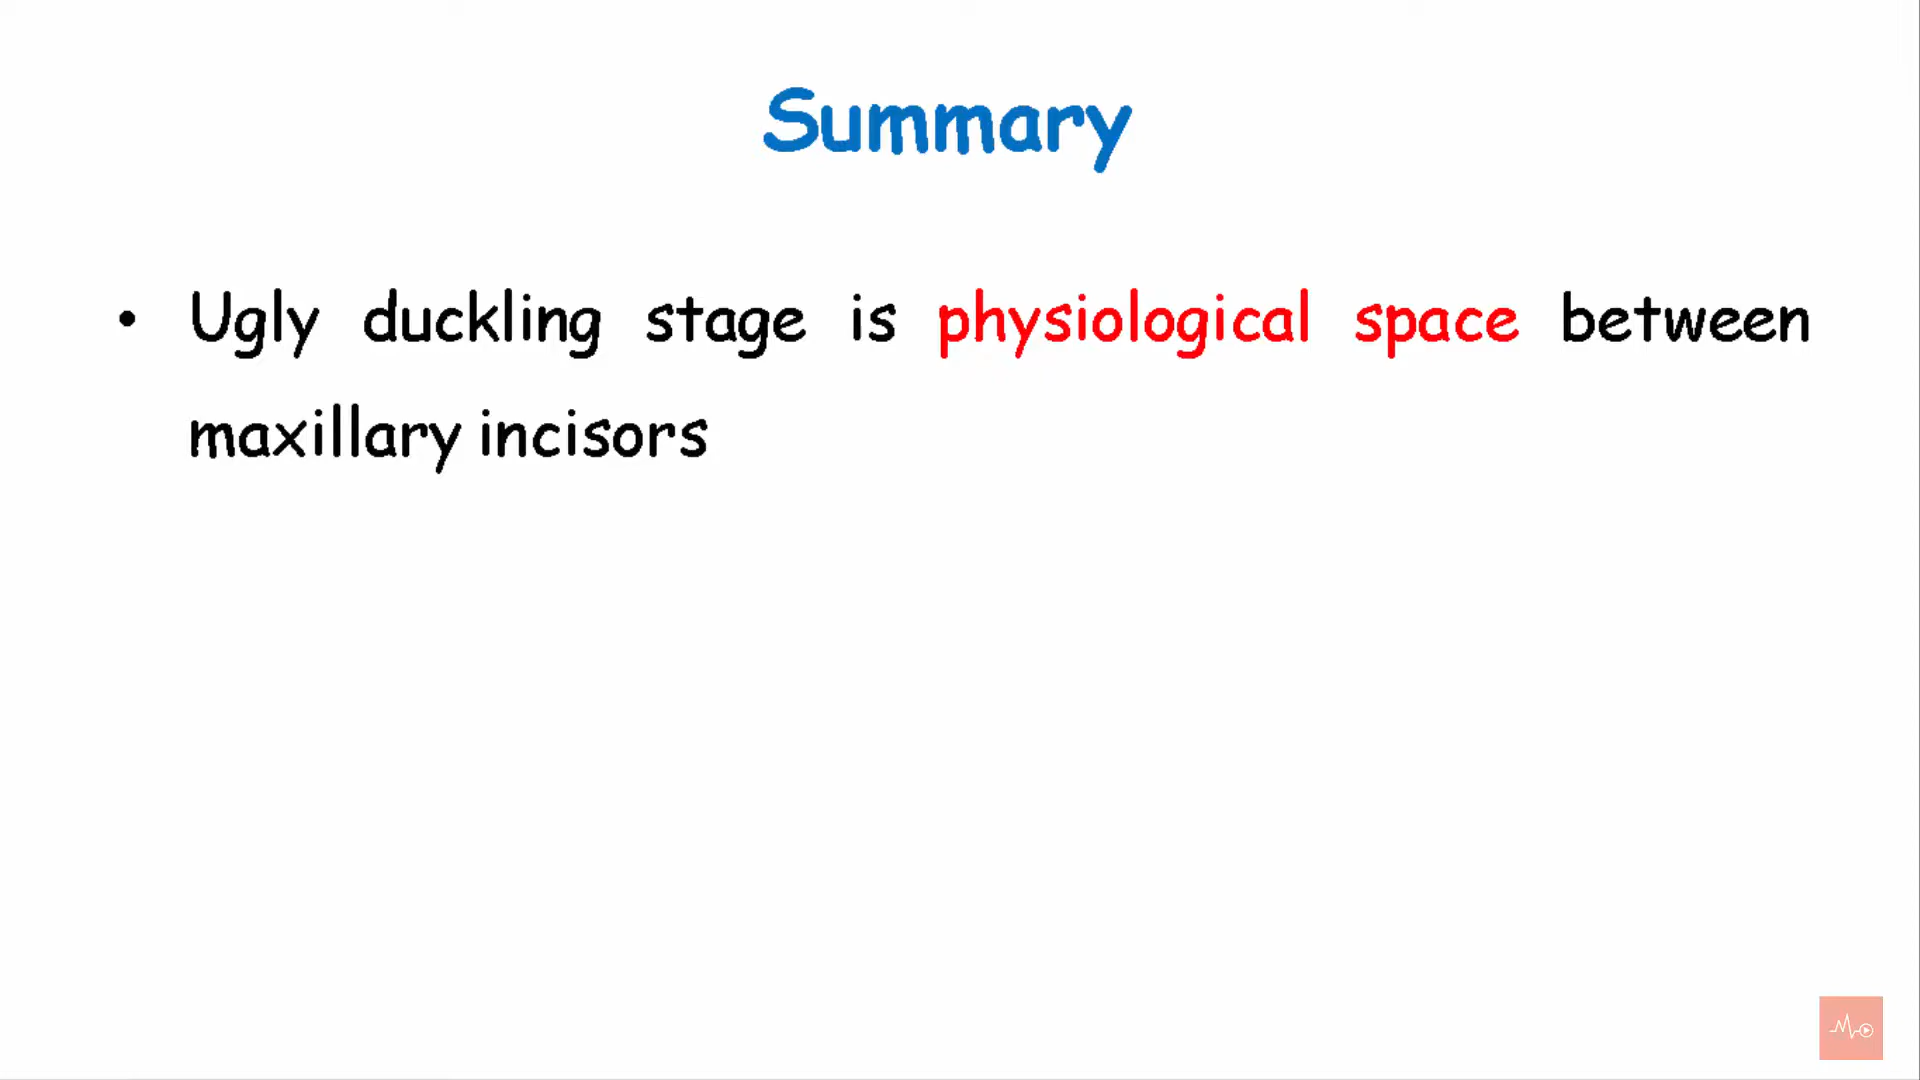 Summary
• Ugly duckling stage is physiological space between
maxillary incisors